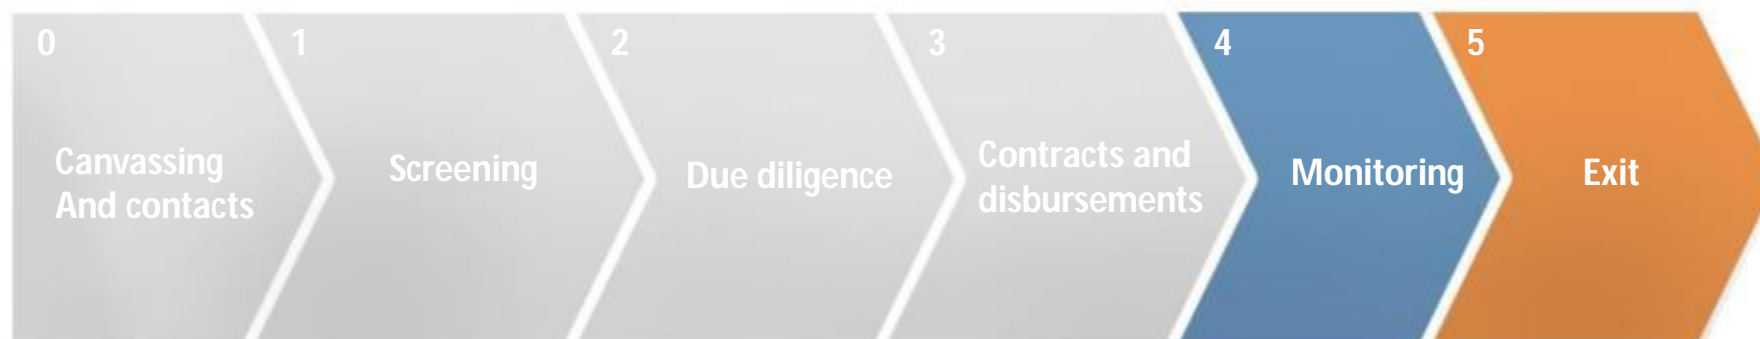 0
Canvassing
And contacts
1
Screening
2
Due diligence
3
Contracts and
disbursements
4
Monitoring
5
Exit